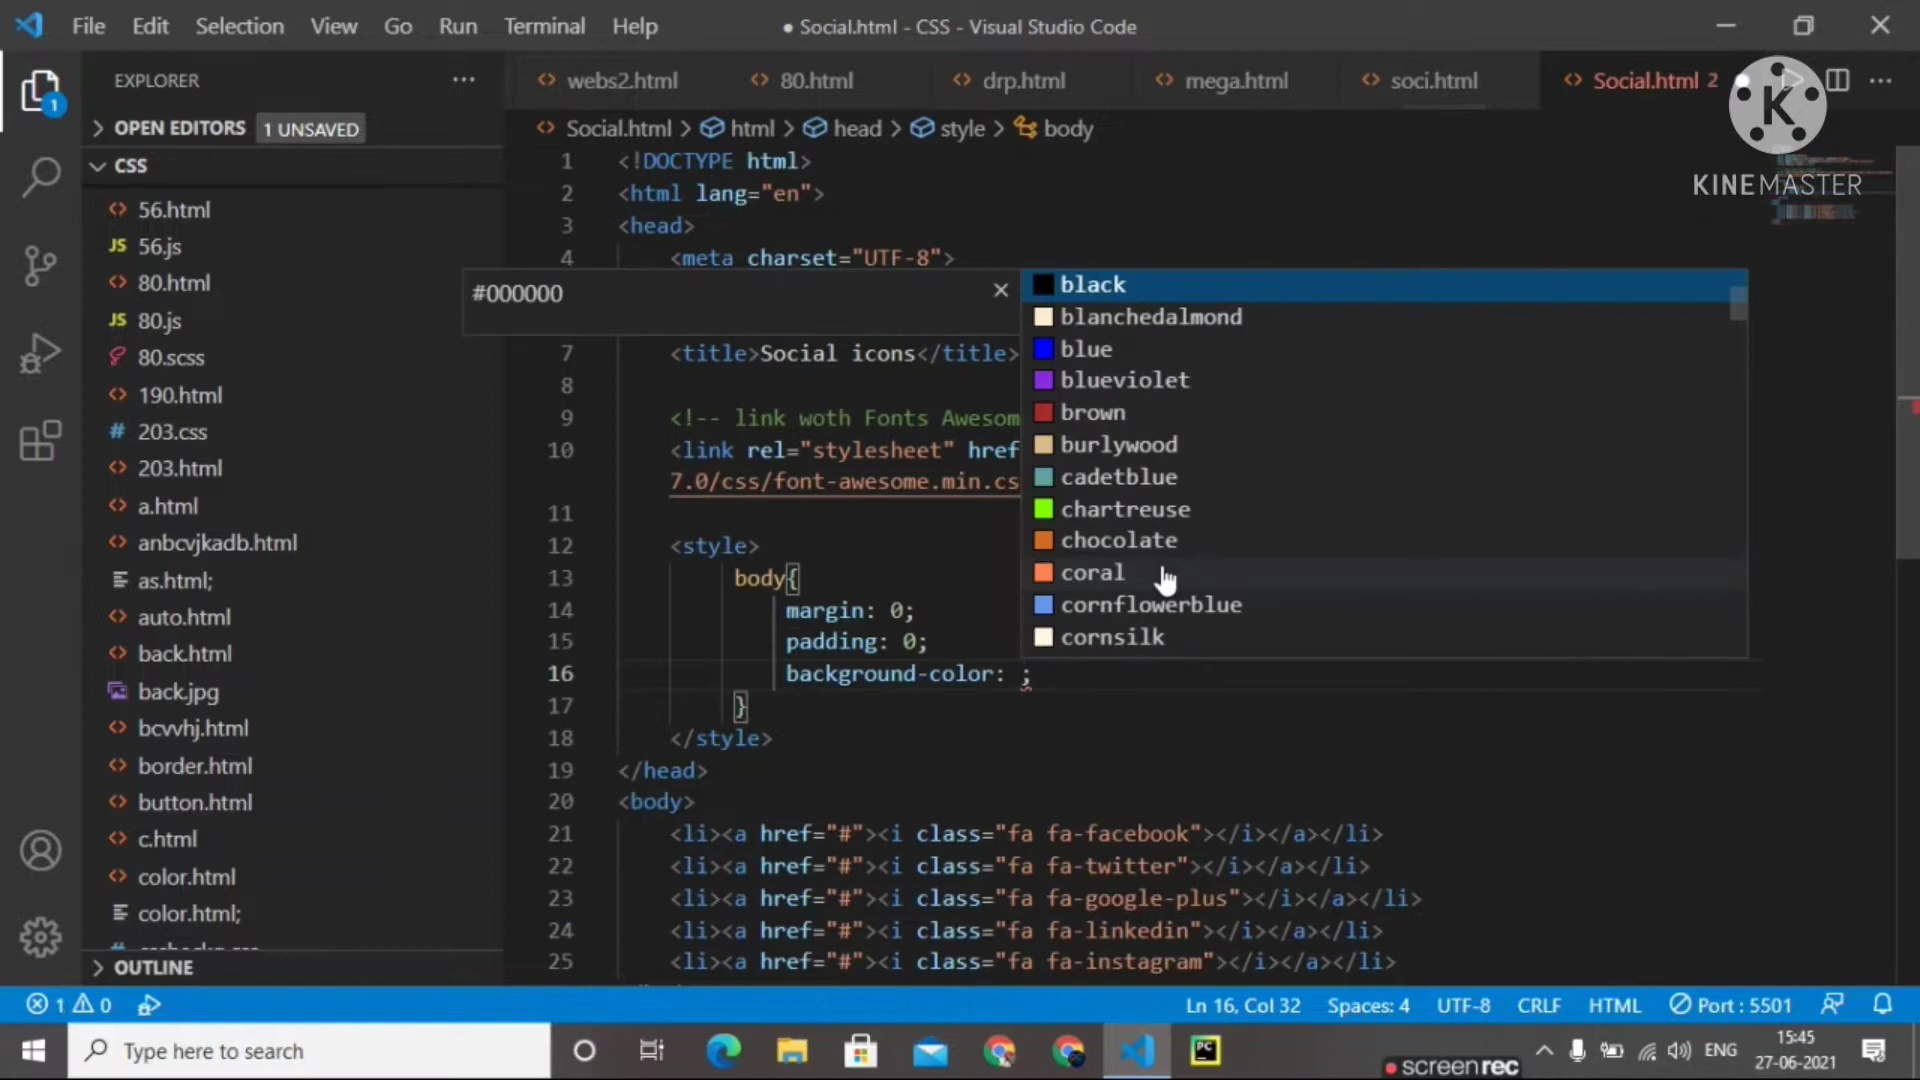 File Edit Selection View Go Run Terminal Help
● Social.html - CSS - Visual Studio Code
EXPLORER
OPEN EDITORS 1 UNSAVED
CSS
56.html
JS 56.js
80.html
JS 80.js
80.scss
190.html
# 203.css
203.html
a.html
anbcvjkadb.html
as.html;
auto.html
back.html
back.jpg
bcvvhj.html
border.html
button.html
c.html
color.html
color.html;
OUTLINE
1
webs2.html 80.html drp.html mega.html soci.html Social.html 2
K
KINEMASTER
Social.html > html > head > style > body
1 <!DOCTYPE html>
2 <html lang="en">
3 <head>
4 <meta charset="UTF-8">
#000000
7 <title>Social icons</title>
8
9 <!-- link woth Fonts Awesom
10 <link rel="stylesheet" href
7.0/css/font-awesome.min.cs
11
12 <style>
13 body{
14 margin: 0;
15 padding: 0;
16 background-color: ;
17 }
18 </style>
19 </head>
20 <body>
21 <li><a href="#"><i class="fa fa-facebook"></i></a></li>
22 <li><a href="#"><i class="fa fa-twitter"></i></a></li>
23 <li><a href="#"><i class="fa fa-google-plus"></i></a></li>
24 <li><a href="#"><i class="fa fa-linkedin"></i></a></li>
25 <li><a href="#"><i class="fa fa-instagram"></i></a></li>
black
blanchedalmond
blue
blueviolet
brown
burlywood
cadetblue
chartreuse
chocolate
coral
cornflowerblue
cornsilk
1 0 Ln 16, Col 32 Spaces: 4 UTF-8 CRLF HTML Port : 5501
Type here to search
PC
screenrec
ENG
15:45
27-06-2021